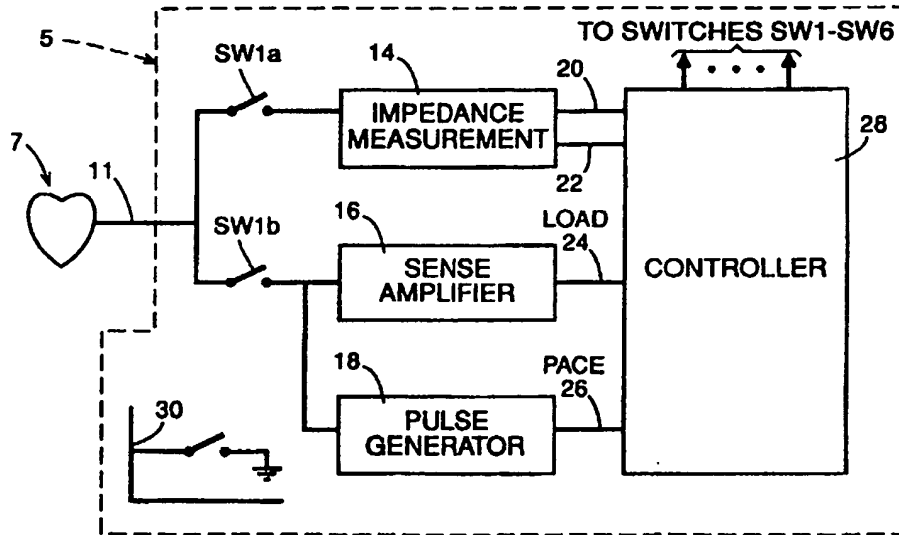 5
TO SWITCHES SW1-SW6
SW1a
14
20
IMPEDANCE
MEASUREMENT
28
7
11
22
SW1b
16
LOAD
24
SENSE
AMPLIFIER
CONTROLLER
18
PACE
26
30
PULSE
GENERATOR